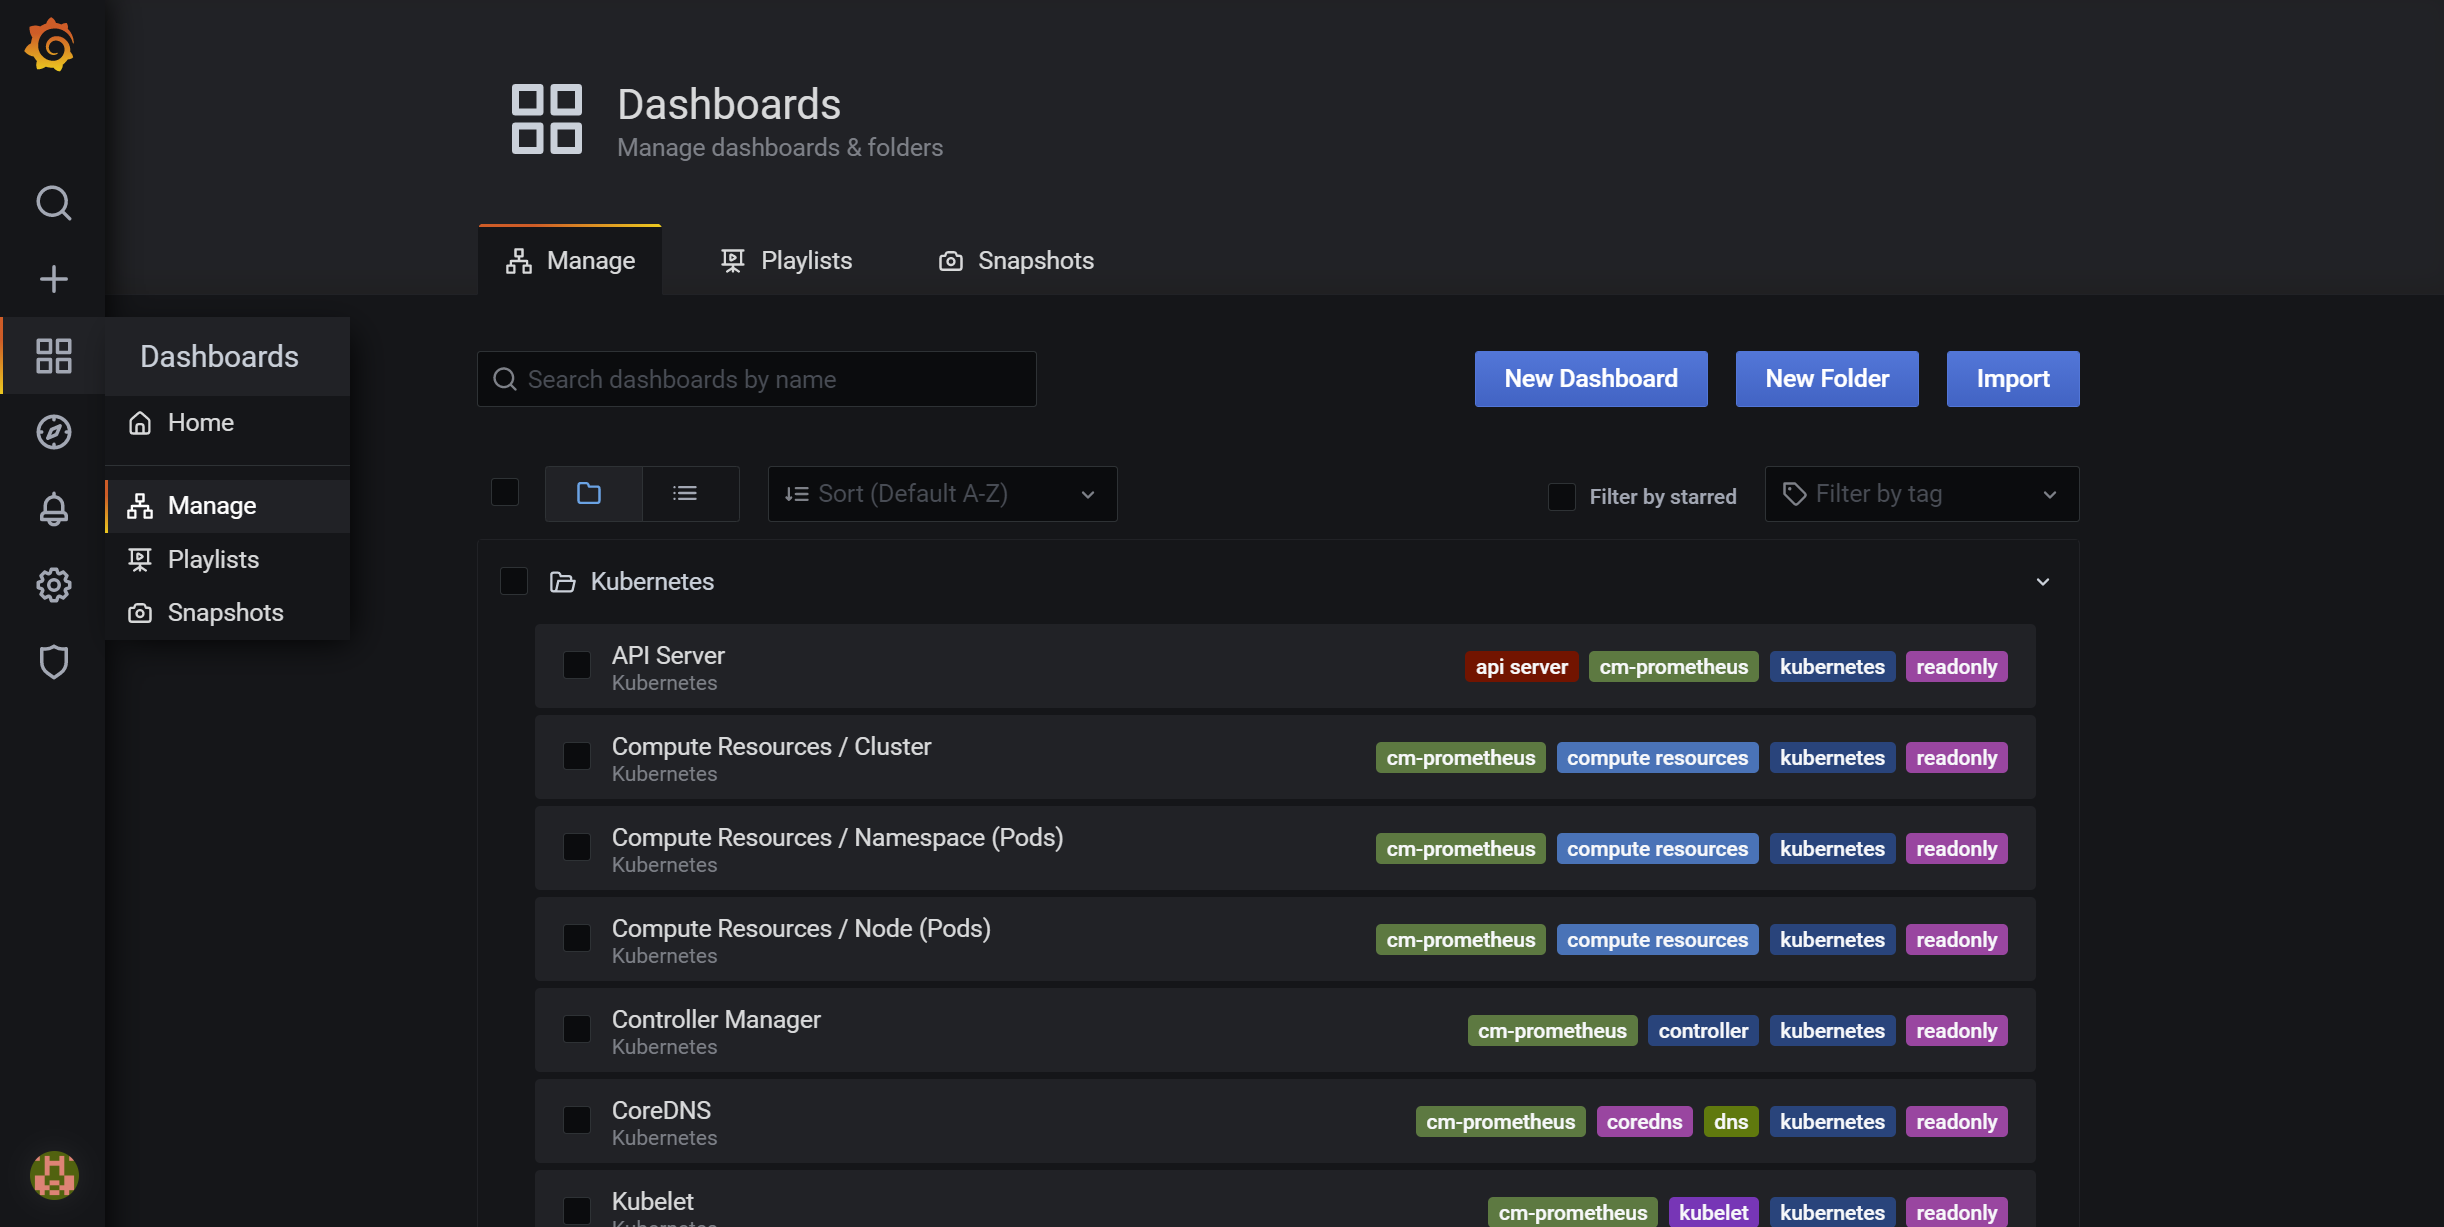 Dashboards
Manage dashboards & folders
Manage
Playlists
Snapshots
Dashboards
Home
Manage
Playlists
Snapshots
Search dashboards by name
New Dashboard
New Folder
Import
Sort (Default A-Z)
Filter by starred
Filter by tag
Kubernetes
API Server
Kubernetes
api server cm-prometheus kubernetes readonly
Compute Resources / Cluster
Kubernetes
cm-prometheus compute resources kubernetes readonly
Compute Resources / Namespace (Pods)
Kubernetes
cm-prometheus compute resources kubernetes readonly
Compute Resources / Node (Pods)
Kubernetes
cm-prometheus compute resources kubernetes readonly
Controller Manager
Kubernetes
cm-prometheus controller kubernetes readonly
CoreDNS
Kubernetes
cm-prometheus coredns dns kubernetes readonly
Kubelet
cm-prometheus kubelet kubernetes readonly